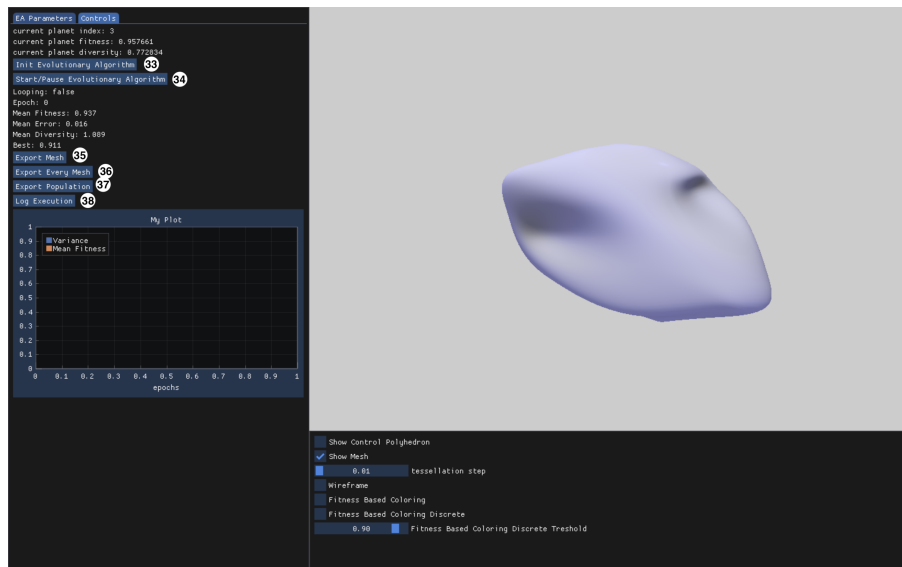 EA Parameters Controls
current planet index: 3
current planet fitness: 0.957661
current planet diversity: 0.772834
Init Evolutionary Algorithm 33
Start/Pause Evolutionary Algorithm 34
Looping: false
Epoch: 0
Mean Fitness: 0.937
Mean Error: 0.016
Mean Diversity: 1.009
Best: 0.911
Export Mesh 35
Export Every Mesh 36
Export Population 37
Log Execution 38
My Plot
1
0.9
0.8
0.7
0.6
0.5
0.4
0.3
0.2
0.1
0
Variance
Mean Fitness
0 0.1 0.2 0.3 0.4 0.5 0.6 0.7 0.8 0.9 1
epochs
Show Control Polyhedron
Show Mesh
0.01 tessellation step
Wireframe
Fitness Based Coloring
Fitness Based Coloring Discrete
0.90 Fitness Based Coloring Discrete Treshold